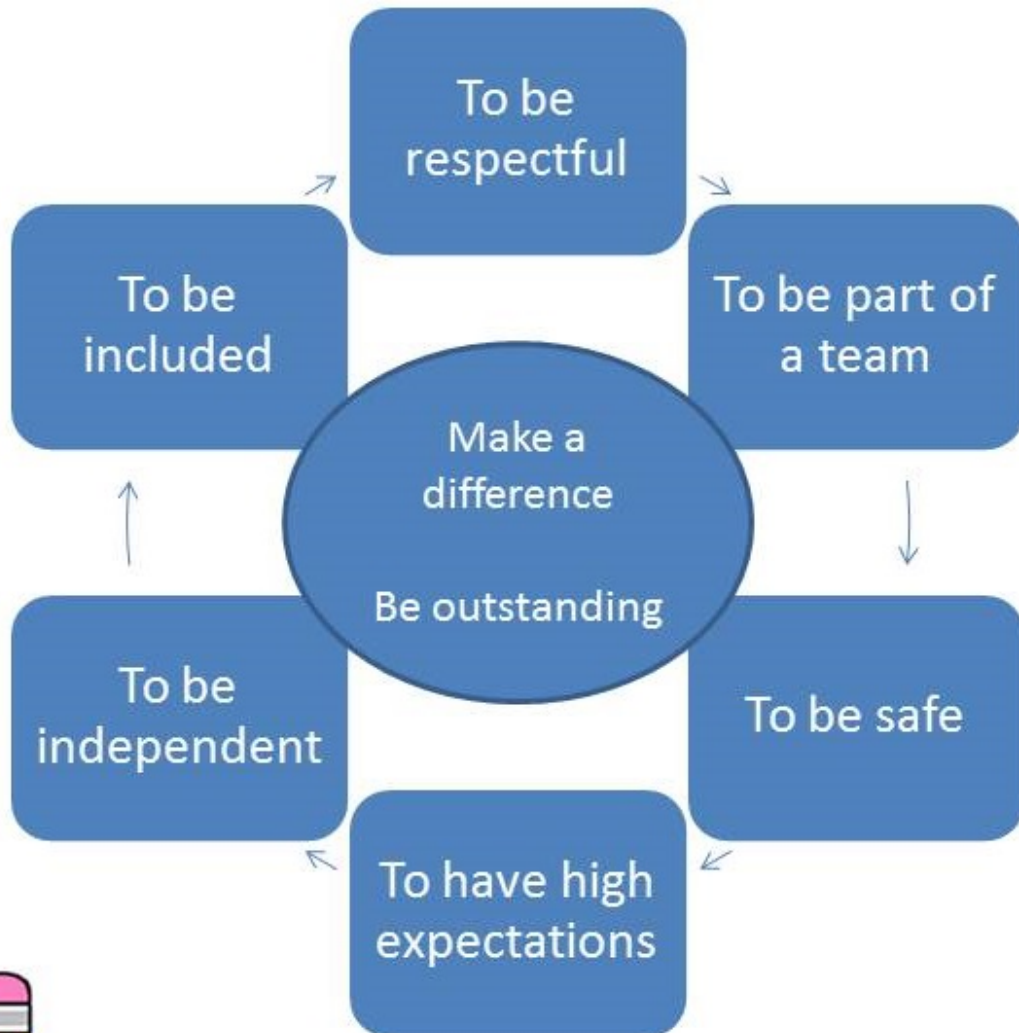 To be
respectful
To be part of
a team
To be safe
To have high
expectations
To be
independent
To be
included
Make a
difference
Be outstanding